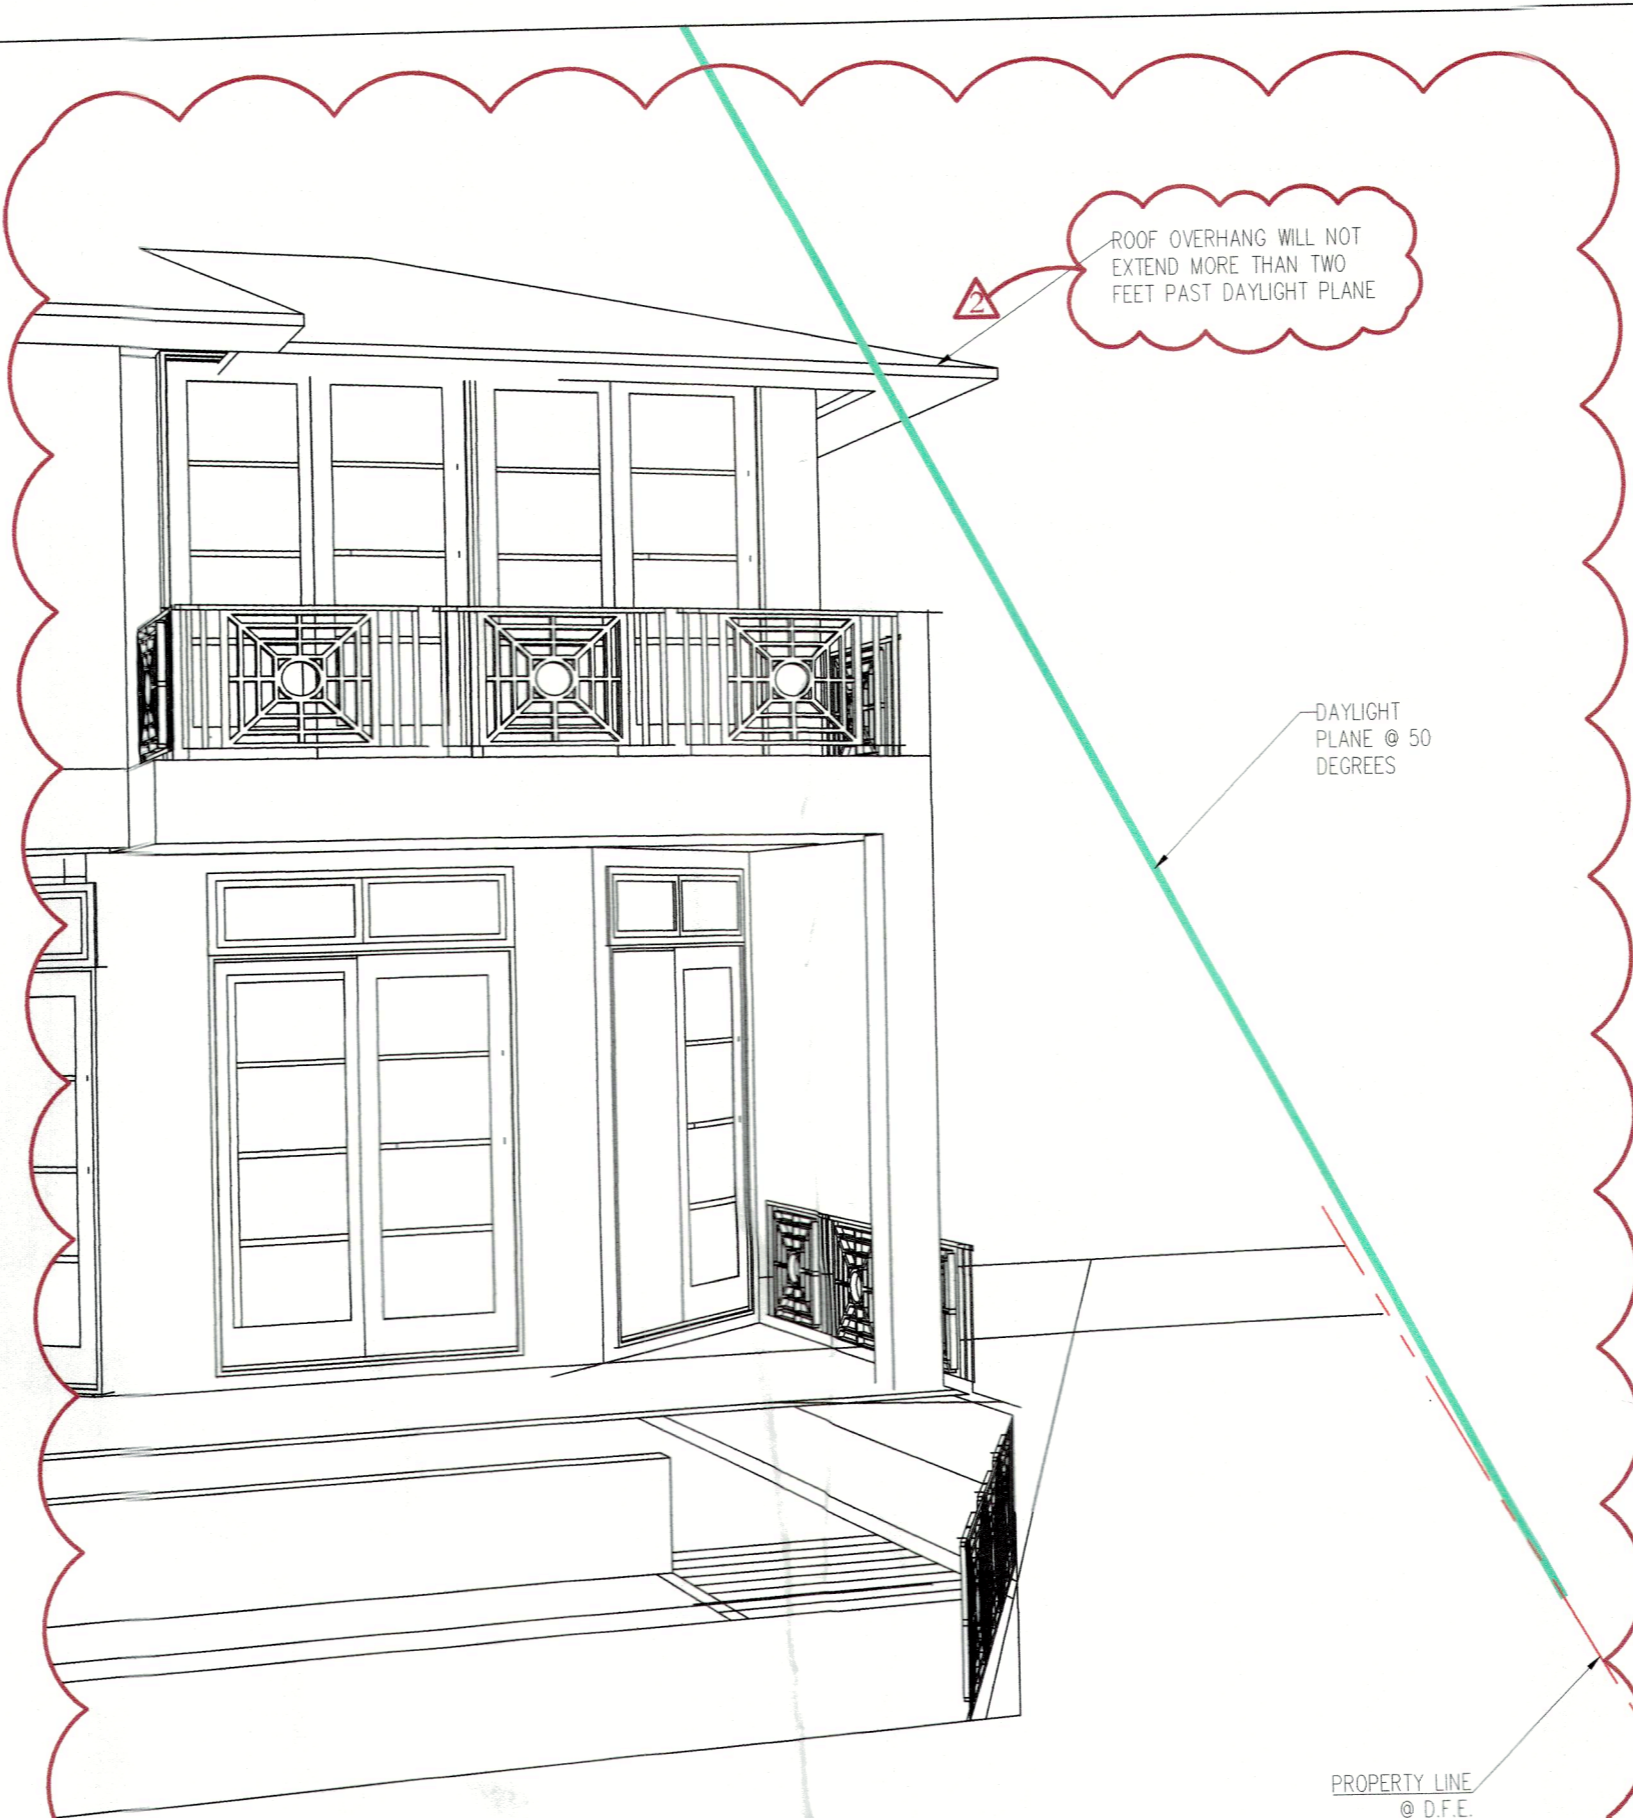 ROOF OVERHANG WILL NOT
EXTEND MORE THAN TWO
FEET PAST DAYLIGHT PLANE
2
DAYLIGHT
PLANE @ 50
DEGREES
PROPERTY LINE
@ D.F.E.